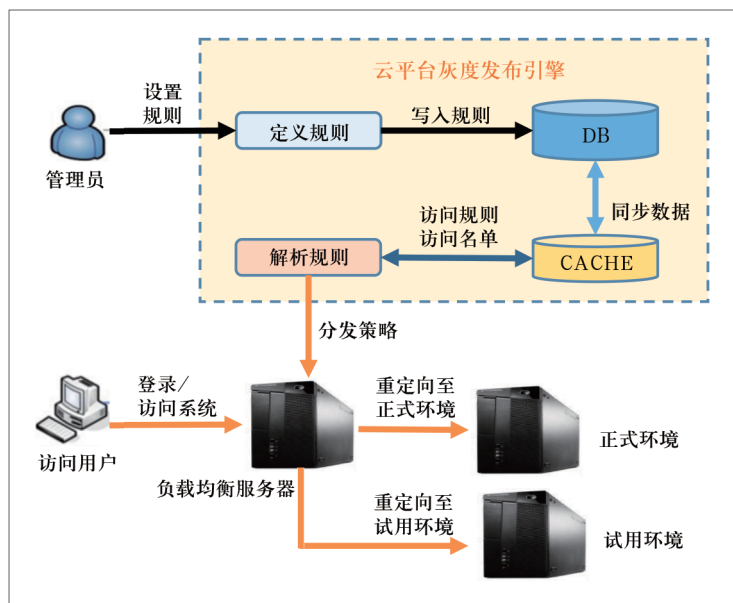 云平台灰度发布引擎
设置
规则
定义规则
写入规则
DB
管理员
同步数据
访问规则
访问名单
解析规则
CACHE
分发策略
登录/
访问系统
重定向至
正式环境
正式环境
访问用户
负载均衡服务器
重定向至
试用环境
试用环境